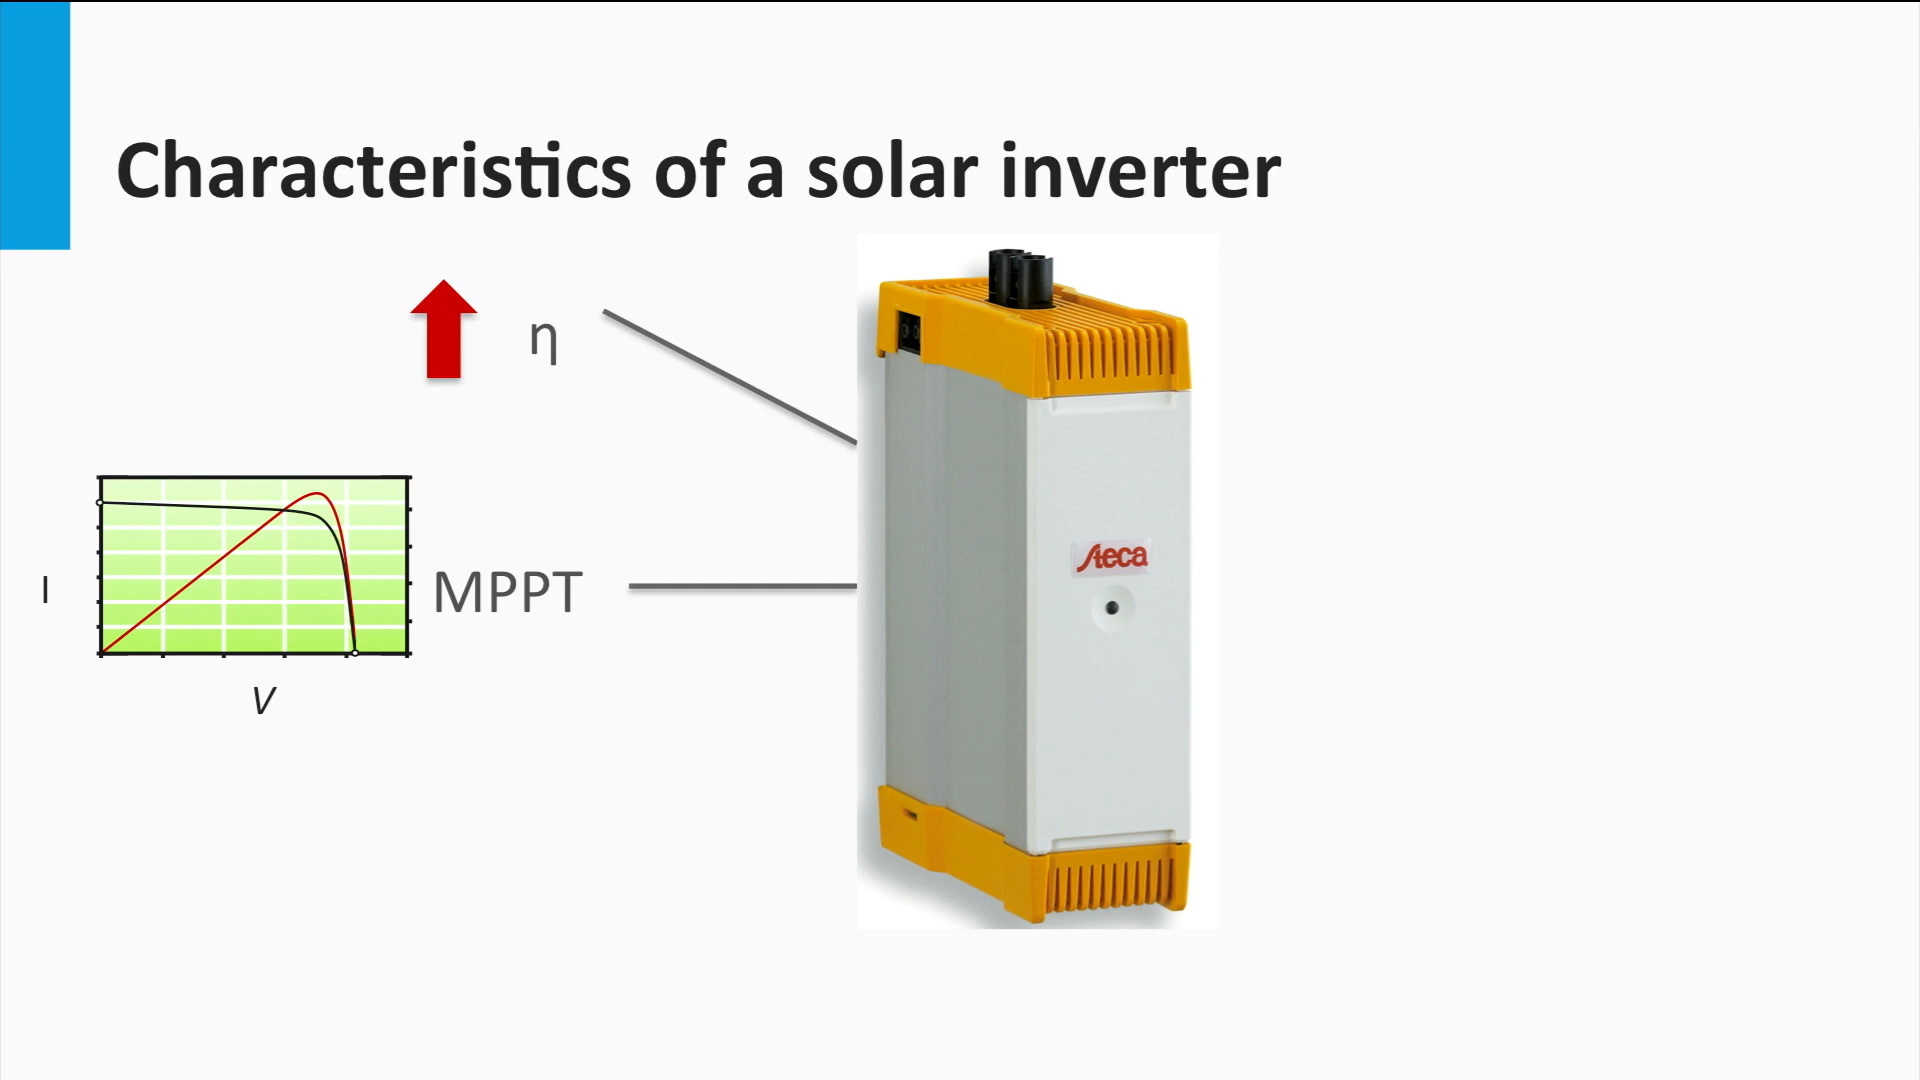 Characteristics of a solar inverter
η
I
MPPT
V
Steca